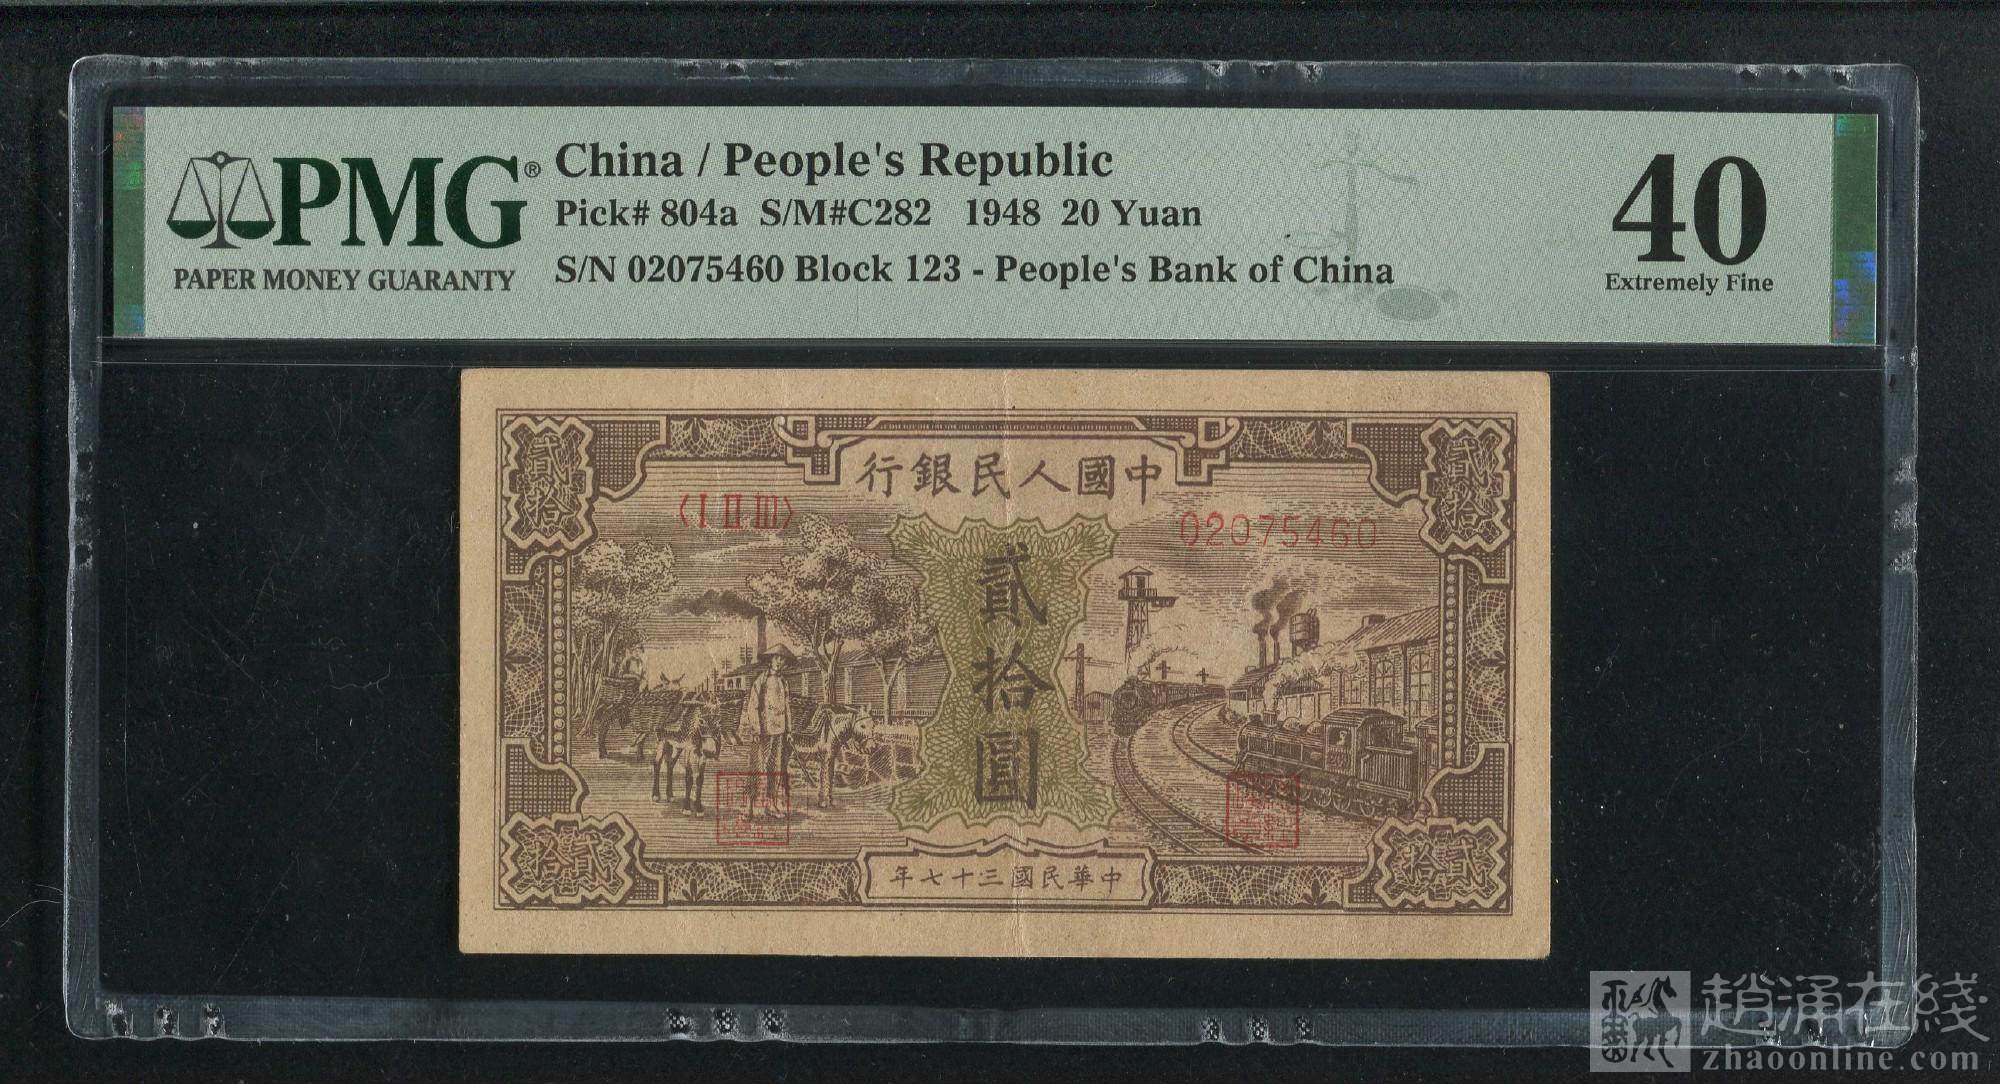 PMG®
PAPER MONEY GUARANTY
China / People's Republic
Pick# 804a S/M#C282 1948 20 Yuan
S/N 02075460 Block 123 - People's Bank of China
40
Extremely Fine
行銀民人國中
貳拾
貳拾
〈I II III〉
02075460
貳拾圓
拾貳
拾貳
年七十三國民華中
趙涌在綫
zhaoonline.com